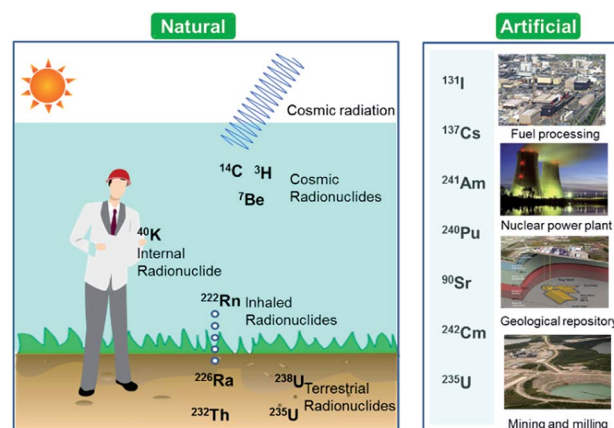 Natural
Cosmic radiation
¹⁴C ³H
⁷Be
Cosmic
Radionuclides
⁴⁰K
Internal
Radionuclide
²²²Rn Inhaled
Radionuclides
²²⁶Ra ²³⁸U Terrestrial
Radionuclides
²³²Th ²³⁵U
Artificial
¹³¹I
¹³⁷Cs
²⁴¹Am
²⁴⁰Pu
⁹⁰Sr
²⁴²Cm
²³⁵U
Fuel processing
Nuclear power plant
Geological repository
Mining and milling